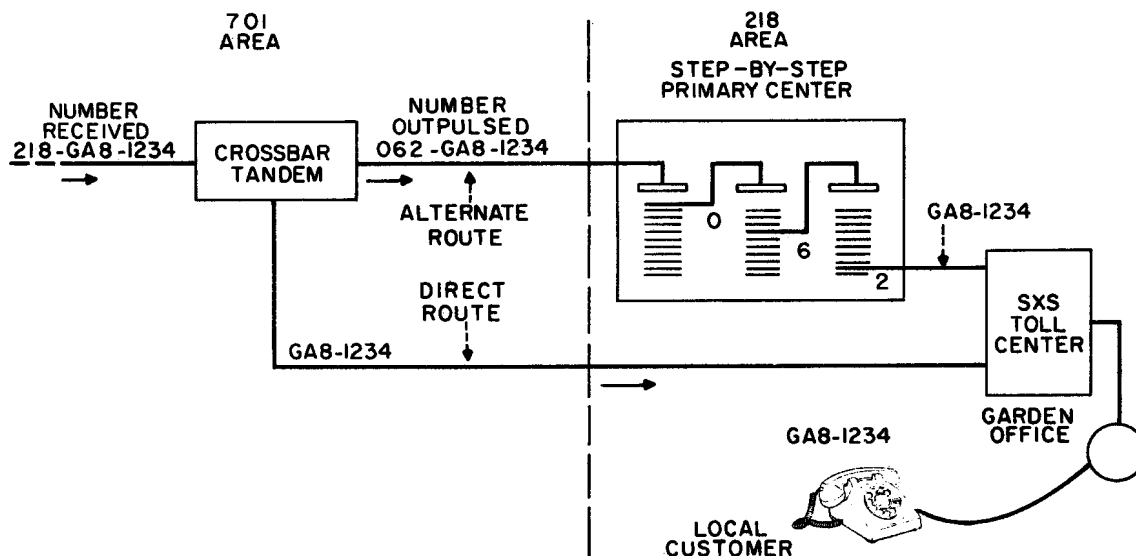 701
AREA
218
AREA
STEP-BY-STEP
PRIMARY CENTER
NUMBER
RECEIVED
218-GA8-1234
CROSSBAR
TANDEM
NUMBER
OUTPULSED
062-GA8-1234
ALTERNATE
ROUTE
0
6
2
GA8-1234
DIRECT
ROUTE
GA8-1234
SXS
TOLL
CENTER
GARDEN
OFFICE
GA8-1234
LOCAL
CUSTOMER